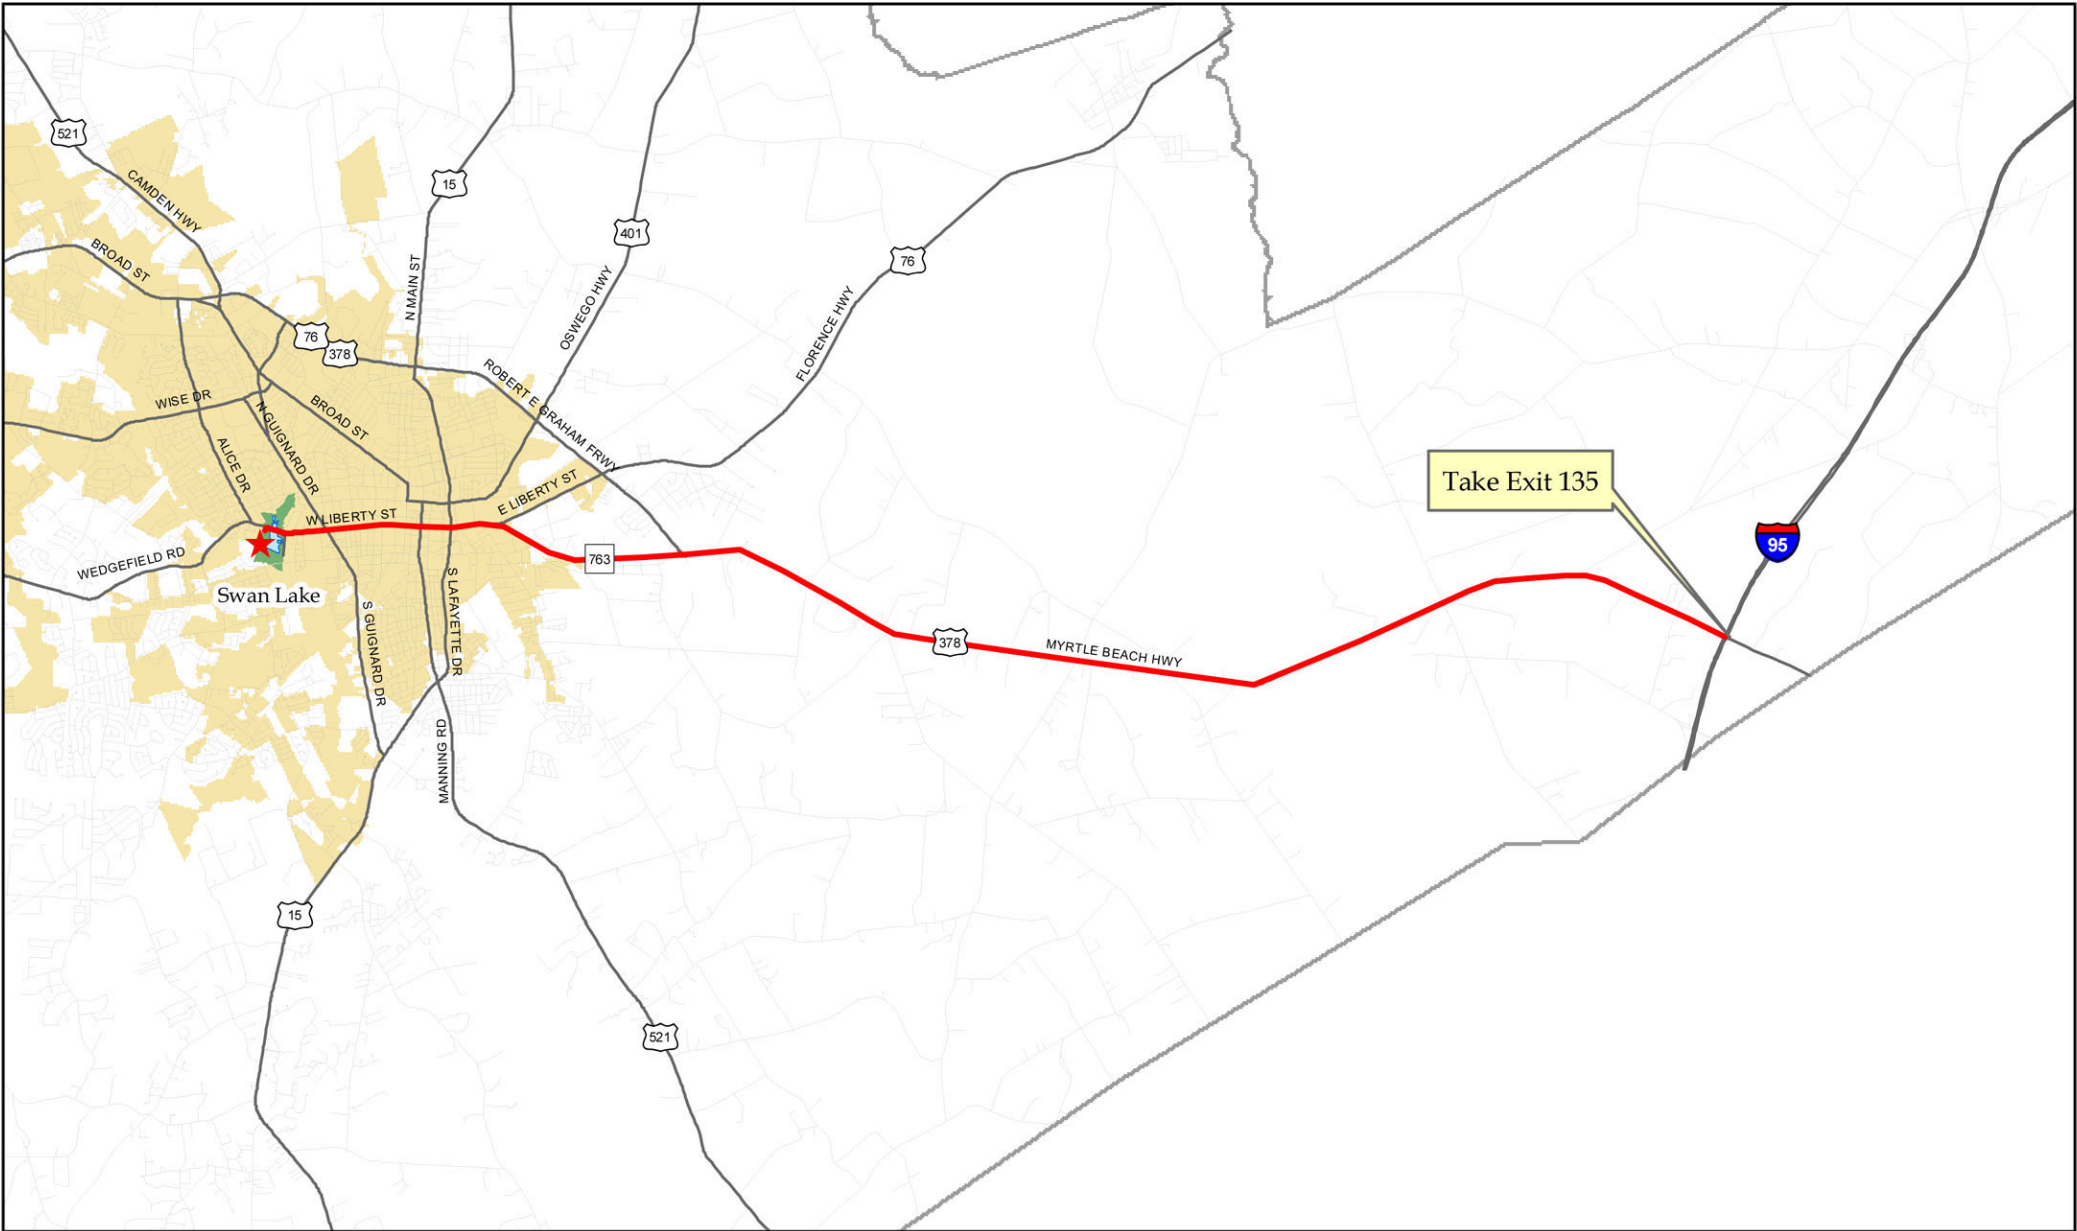 521
CAMDEN HWY
BROAD ST
15
401
76
N MAIN ST
OSWEGO HWY
FLORENCE HWY
76
378
ROBERT E GRAHAM FRWY
WISE DR
N GUIGNARD DR
BROAD ST
ALICE DR
E LIBERTY ST
W LIBERTY ST
Take Exit 135
95
WEDGEFIELD RD
763
Swan Lake
S GUIGNARD DR
S LAFAYETTE DR
378
MYRTLE BEACH HWY
MANNING RD
15
521